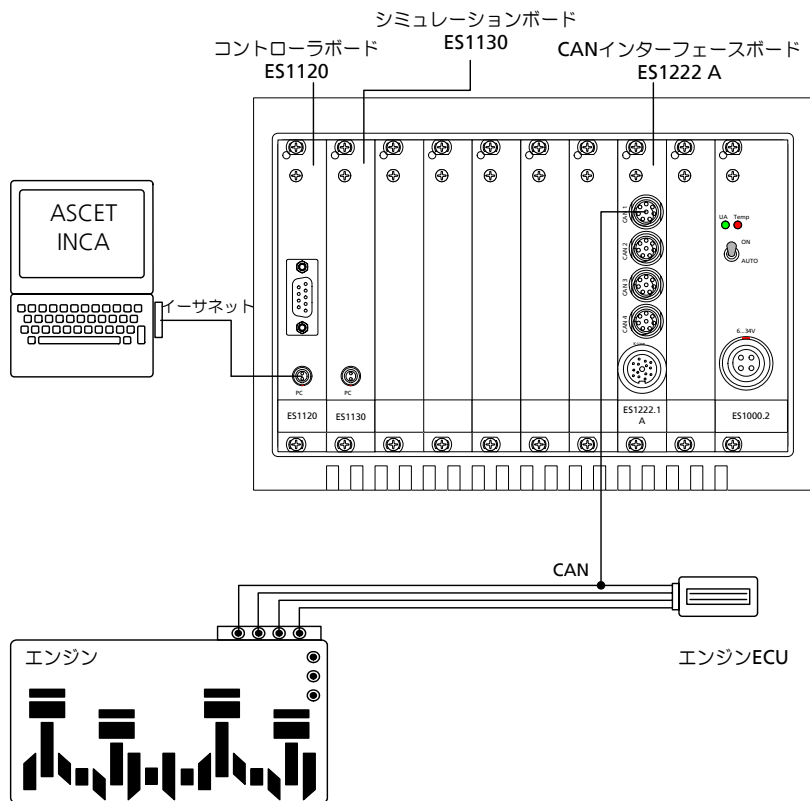 シミュレーションボード
ES1130
コントローラボード
ES1120
CANインターフェースボード
ES1222 A
ASCET
INCA
イーサネット
CAN 1
CAN 2
CAN 3
CAN 4
UA Temp
ON
AUTO
6...34V
PC
PC
ES1120
ES1130
ES1222.1
A
ES1000.2
CAN
エンジン
エンジンECU